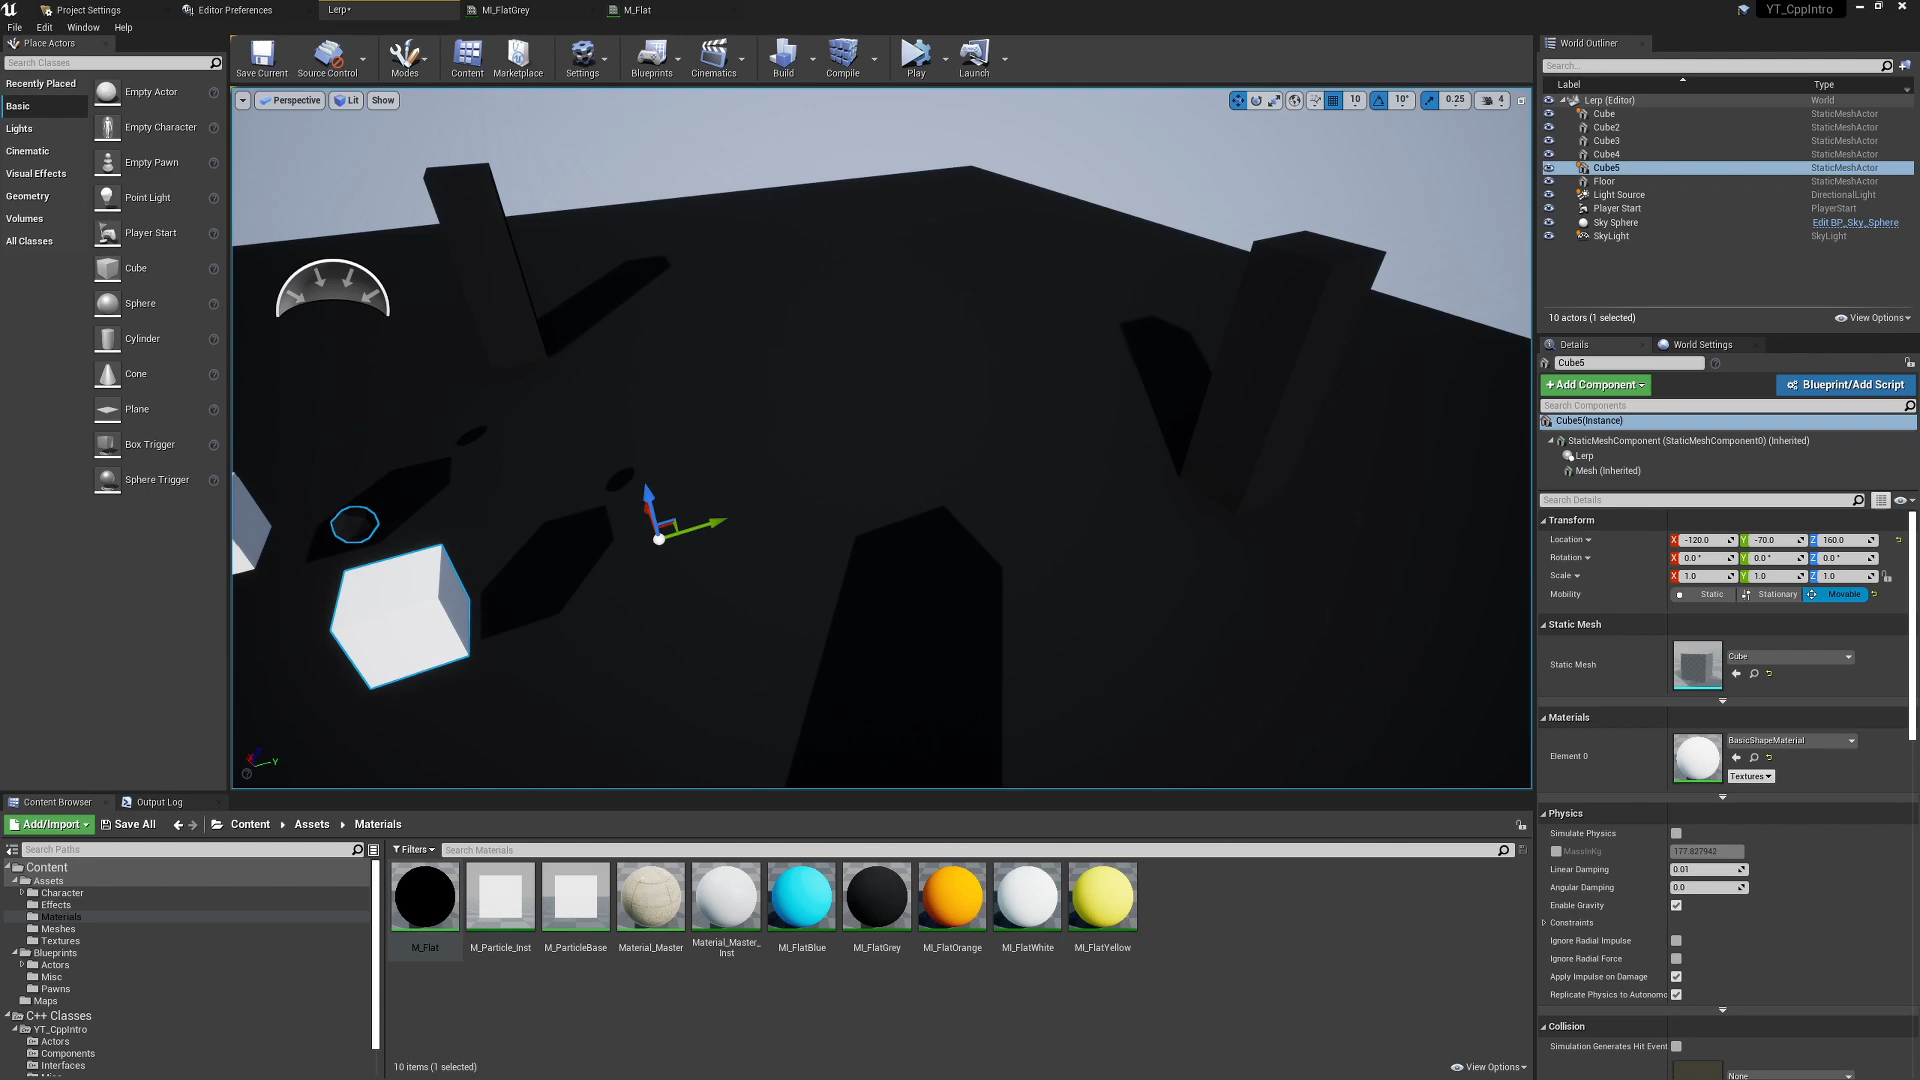 Project Settings
Editor Preferences
Lerp•
MI_FlatGrey
M_Flat
YT_CppIntro
File Edit Window Help
Place Actors
Search Classes
Recently Placed
Basic
Lights
Cinematic
Visual Effects
Geometry
Volumes
All Classes
Empty Actor
Empty Character
Empty Pawn
Point Light
Player Start
Cube
Sphere
Cylinder
Cone
Plane
Box Trigger
Sphere Trigger
Save Current
Source Control
Modes
Content
Marketplace
Settings
Blueprints
Cinematics
Build
Compile
Play
Launch
Perspective
Lit
Show
10
10°
0.25
4
Y
World Outliner
Search...
Label Type
Lerp (Editor) World
Cube StaticMeshActor
Cube2 StaticMeshActor
Cube3 StaticMeshActor
Cube4 StaticMeshActor
Cube5 StaticMeshActor
Floor StaticMeshActor
Light Source DirectionalLight
Player Start PlayerStart
Sky Sphere Edit BP_Sky_Sphere
SkyLight SkyLight
10 actors (1 selected)
View Options
Details
World Settings
Cube5
+Add Component
Blueprint/Add Script
Search Components
Cube5(Instance)
StaticMeshComponent (StaticMeshComponent0) (Inherited)
Lerp
Mesh (Inherited)
Search Details
Transform
Location X -120.0 Y -70.0 Z 160.0
Rotation X 0.0 ° Y 0.0 ° Z 0.0 °
Scale X 1.0 Y 1.0 Z 1.0
Mobility Static Stationary Movable
Static Mesh
Static Mesh Cube
Materials
Element 0 BasicShapeMaterial
Textures
Physics
Simulate Physics
MassInKg 177.827942
Linear Damping 0.01
Angular Damping 0.0
Enable Gravity
Constraints
Ignore Radial Impulse
Ignore Radial Force
Apply Impulse on Damage
Replicate Physics to Autonomo
Collision
Simulation Generates Hit Event
None
Content Browser
Output Log
Add/Import
Save All
Content Assets Materials
Search Paths
Filters
Search Materials
Content
Assets
Character
Effects
Materials
Meshes
Textures
Blueprints
Actors
Misc
Pawns
Maps
C++ Classes
YT_CppIntro
Actors
Components
Interfaces
M_Flat
M_Particle_Inst
M_ParticleBase
Material_Master
Material_Master_
Inst
MI_FlatBlue
MI_FlatGrey
MI_FlatOrange
MI_FlatWhite
MI_FlatYellow
10 items (1 selected)
View Options